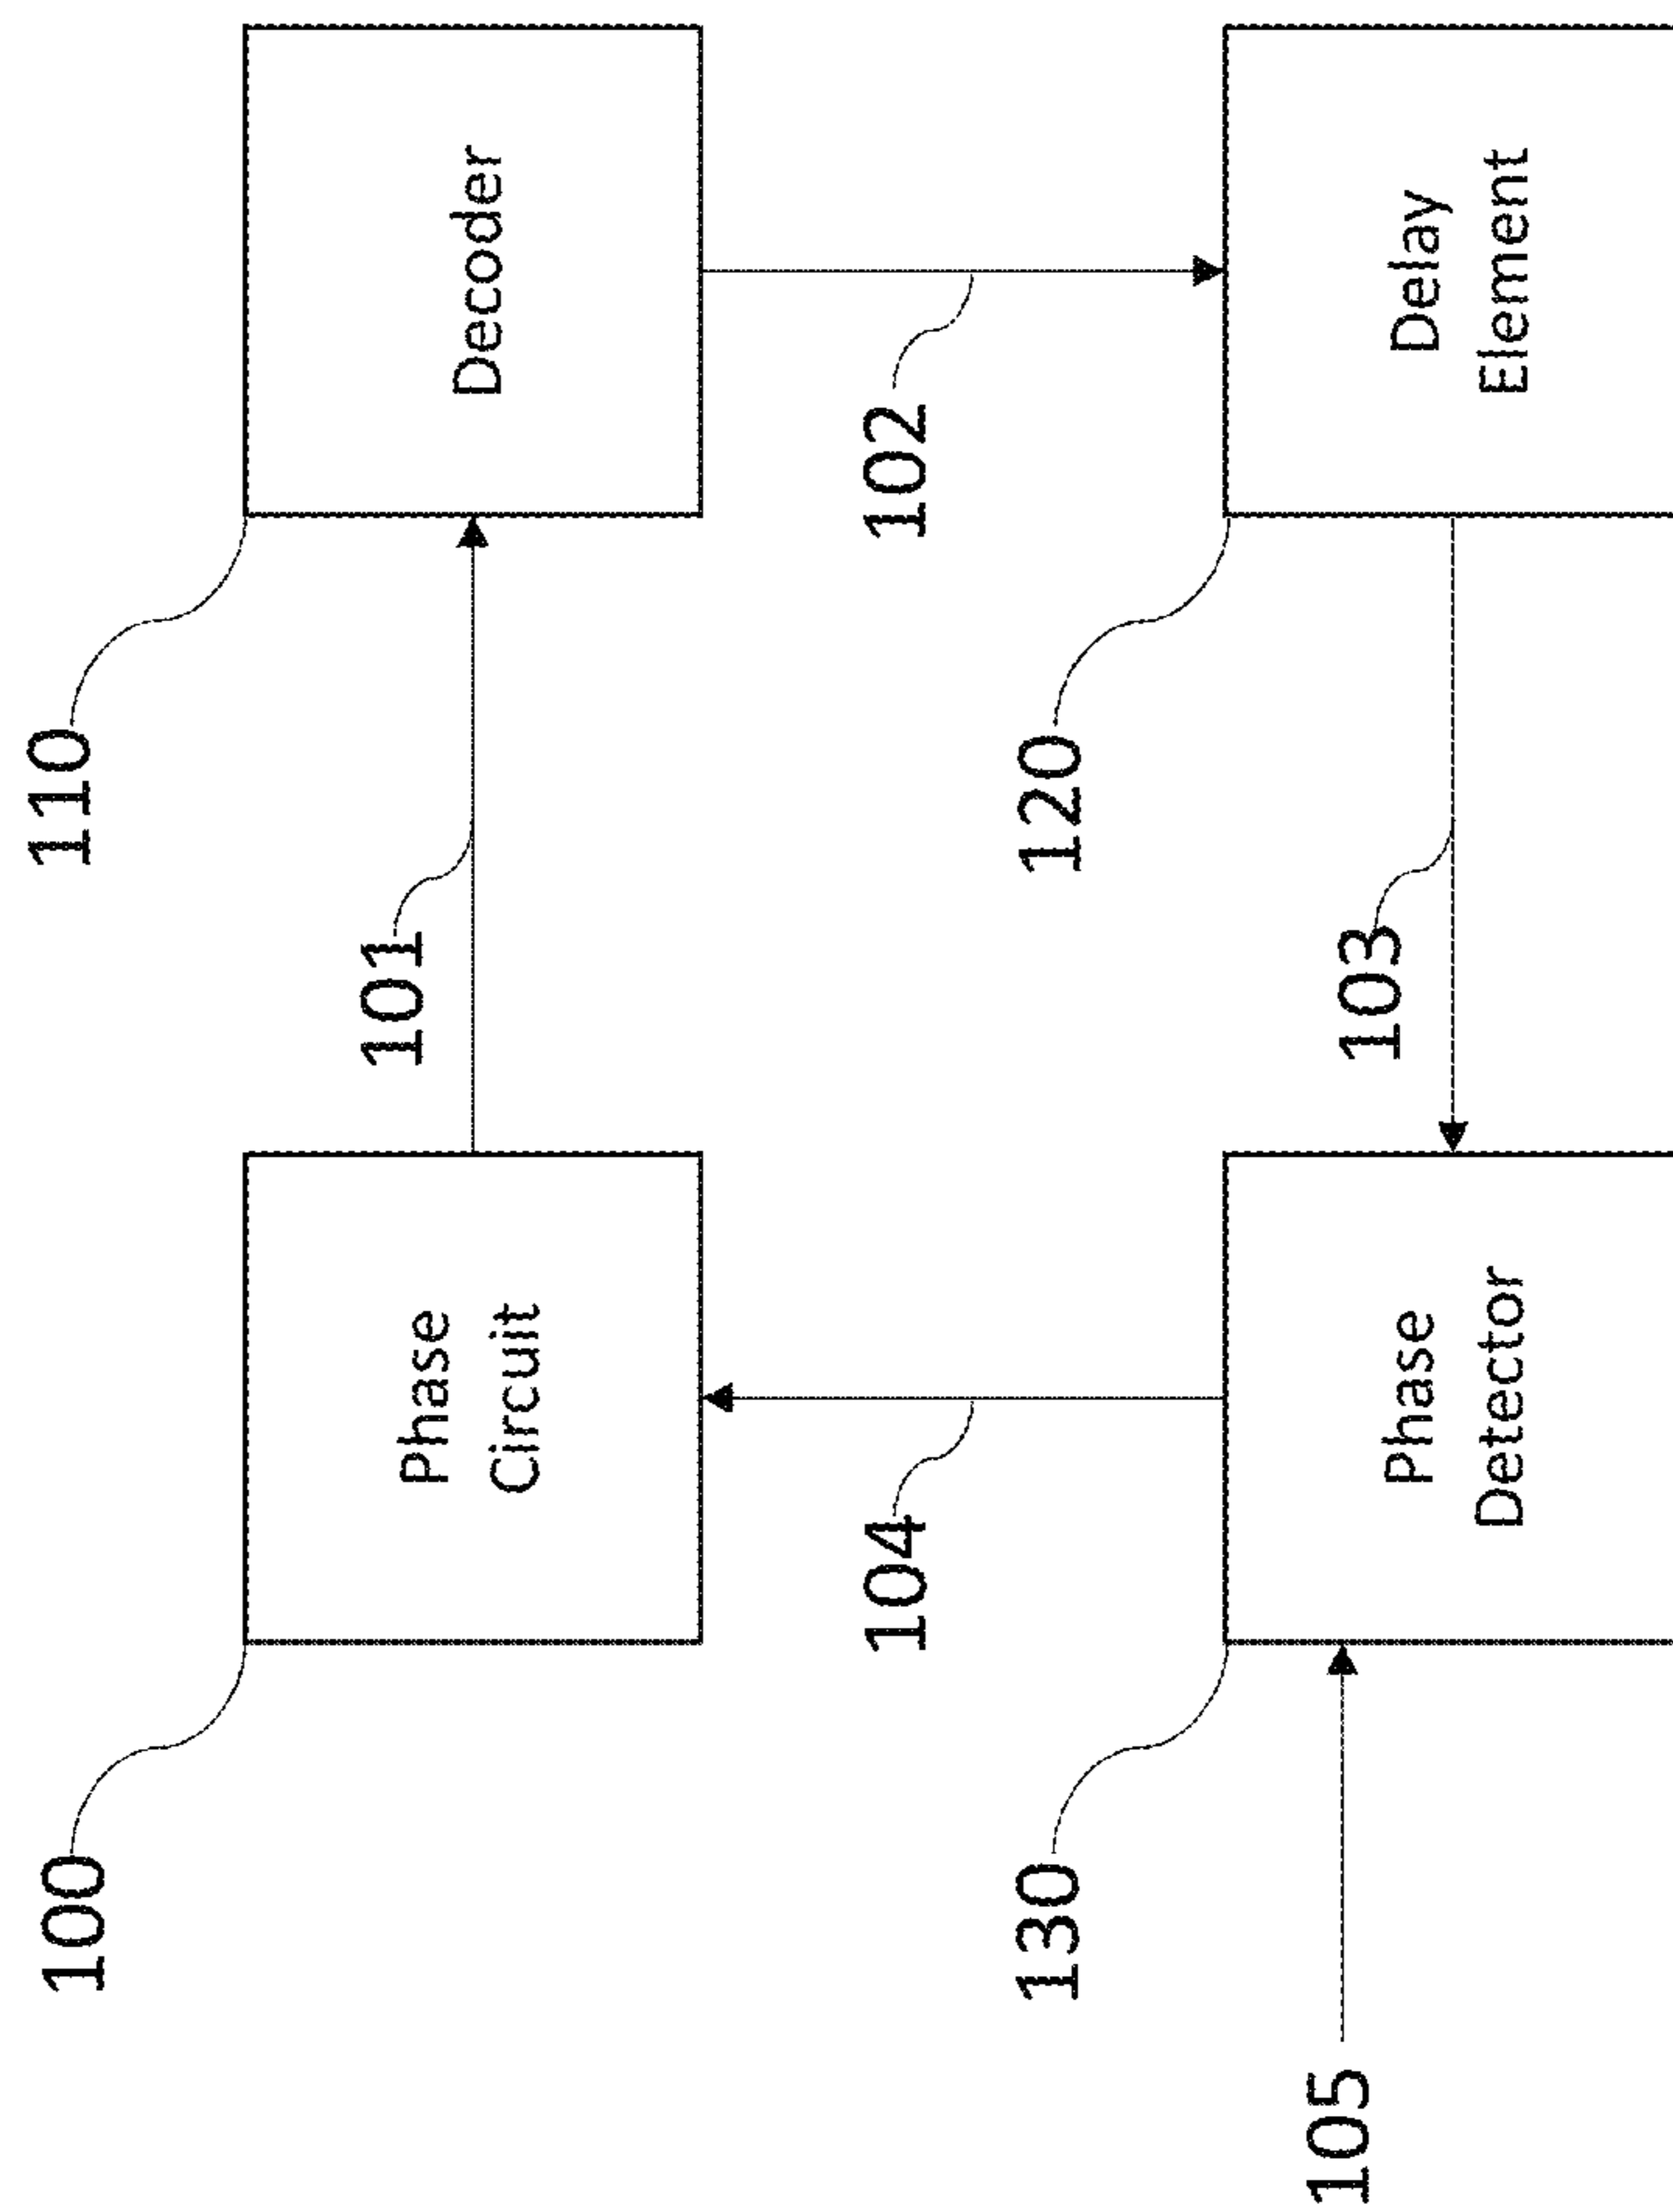 100
110
101
Phase
Circuit
Decoder
104
102
130
120
105
Phase
Detector
103
Delay
Element